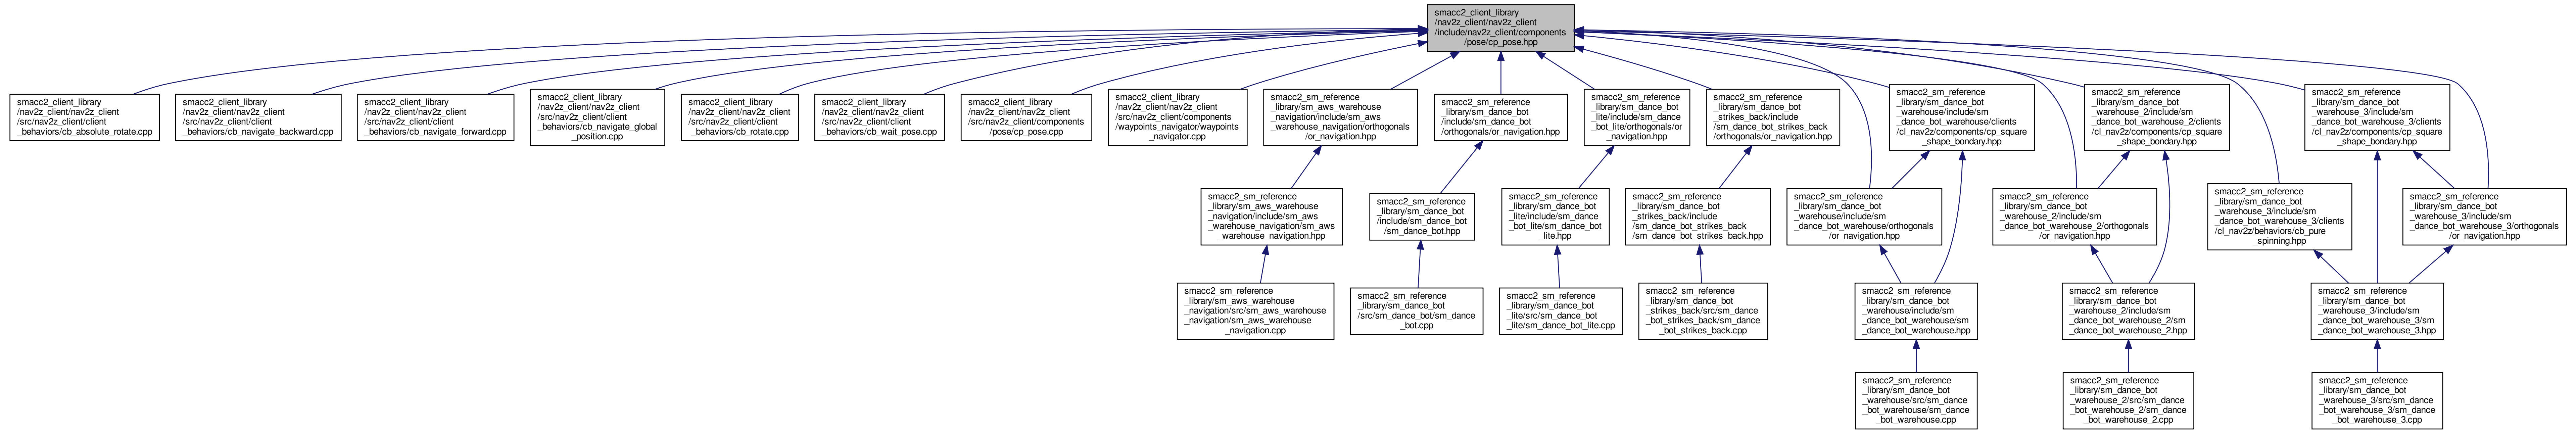 smacc2_client_library
/nav2z_client/nav2z_client
/include/nav2z_client/components
/pose/cp_pose.hpp
smacc2_client_library
/nav2z_client/nav2z_client
/src/nav2z_client/client
_behaviors/cb_absolute_rotate.cpp
smacc2_client_library
/nav2z_client/nav2z_client
/src/nav2z_client/client
_behaviors/cb_navigate_backward.cpp
smacc2_client_library
/nav2z_client/nav2z_client
/src/nav2z_client/client
_behaviors/cb_navigate_forward.cpp
smacc2_client_library
/nav2z_client/nav2z_client
/src/nav2z_client/client
_behaviors/cb_navigate_global
_position.cpp
smacc2_client_library
/nav2z_client/nav2z_client
/src/nav2z_client/client
_behaviors/cb_rotate.cpp
smacc2_client_library
/nav2z_client/nav2z_client
/src/nav2z_client/client
_behaviors/cb_wait_pose.cpp
smacc2_client_library
/nav2z_client/nav2z_client
/src/nav2z_client/components
/pose/cp_pose.cpp
smacc2_client_library
/nav2z_client/nav2z_client
/src/nav2z_client/components
/waypoints_navigator/waypoints
_navigator.cpp
smacc2_sm_reference
_library/sm_aws_warehouse
_navigation/include/sm_aws
_warehouse_navigation/orthogonals
/or_navigation.hpp
smacc2_sm_reference
_library/sm_dance_bot
/include/sm_dance_bot
/orthogonals/or_navigation.hpp
smacc2_sm_reference
_library/sm_dance_bot
_lite/include/sm_dance
_bot_lite/orthogonals/or
_navigation.hpp
smacc2_sm_reference
_library/sm_dance_bot
_strikes_back/include
/sm_dance_bot_strikes_back
/orthogonals/or_navigation.hpp
smacc2_sm_reference
_library/sm_dance_bot
_warehouse/include/sm
_dance_bot_warehouse/clients
/cl_nav2z/components/cp_square
_shape_bondary.hpp
smacc2_sm_reference
_library/sm_dance_bot
_warehouse_2/include/sm
_dance_bot_warehouse_2/clients
/cl_nav2z/components/cp_square
_shape_bondary.hpp
smacc2_sm_reference
_library/sm_dance_bot
_warehouse_3/include/sm
_dance_bot_warehouse_3/clients
/cl_nav2z/components/cp_square
_shape_bondary.hpp
smacc2_sm_reference
_library/sm_aws_warehouse
_navigation/include/sm_aws
_warehouse_navigation/sm_aws
_warehouse_navigation.hpp
smacc2_sm_reference
_library/sm_dance_bot
/include/sm_dance_bot
/sm_dance_bot.hpp
smacc2_sm_reference
_library/sm_dance_bot
_lite/include/sm_dance
_bot_lite/sm_dance_bot
_lite.hpp
smacc2_sm_reference
_library/sm_dance_bot
_strikes_back/include
/sm_dance_bot_strikes_back
/sm_dance_bot_strikes_back.hpp
smacc2_sm_reference
_library/sm_dance_bot
_warehouse/include/sm
_dance_bot_warehouse/orthogonals
/or_navigation.hpp
smacc2_sm_reference
_library/sm_dance_bot
_warehouse_2/include/sm
_dance_bot_warehouse_2/orthogonals
/or_navigation.hpp
smacc2_sm_reference
_library/sm_dance_bot
_warehouse_3/include/sm
_dance_bot_warehouse_3/clients
/cl_nav2z/behaviors/cb_pure
_spinning.hpp
smacc2_sm_reference
_library/sm_dance_bot
_warehouse_3/include/sm
_dance_bot_warehouse_3/orthogonals
/or_navigation.hpp
smacc2_sm_reference
_library/sm_aws_warehouse
_navigation/src/sm_aws_warehouse
_navigation/sm_aws_warehouse
_navigation.cpp
smacc2_sm_reference
_library/sm_dance_bot
/src/sm_dance_bot/sm_dance
_bot.cpp
smacc2_sm_reference
_library/sm_dance_bot
_lite/src/sm_dance_bot
_lite/sm_dance_bot_lite.cpp
smacc2_sm_reference
_library/sm_dance_bot
_strikes_back/src/sm_dance
_bot_strikes_back/sm_dance
_bot_strikes_back.cpp
smacc2_sm_reference
_library/sm_dance_bot
_warehouse/include/sm
_dance_bot_warehouse/sm
_dance_bot_warehouse.hpp
smacc2_sm_reference
_library/sm_dance_bot
_warehouse_2/include/sm
_dance_bot_warehouse_2/sm
_dance_bot_warehouse_2.hpp
smacc2_sm_reference
_library/sm_dance_bot
_warehouse_3/include/sm
_dance_bot_warehouse_3/sm
_dance_bot_warehouse_3.hpp
smacc2_sm_reference
_library/sm_dance_bot
_warehouse/src/sm_dance
_bot_warehouse/sm_dance
_bot_warehouse.cpp
smacc2_sm_reference
_library/sm_dance_bot
_warehouse_2/src/sm_dance
_bot_warehouse_2/sm_dance
_bot_warehouse_2.cpp
smacc2_sm_reference
_library/sm_dance_bot
_warehouse_3/src/sm_dance
_bot_warehouse_3/sm_dance
_bot_warehouse_3.cpp